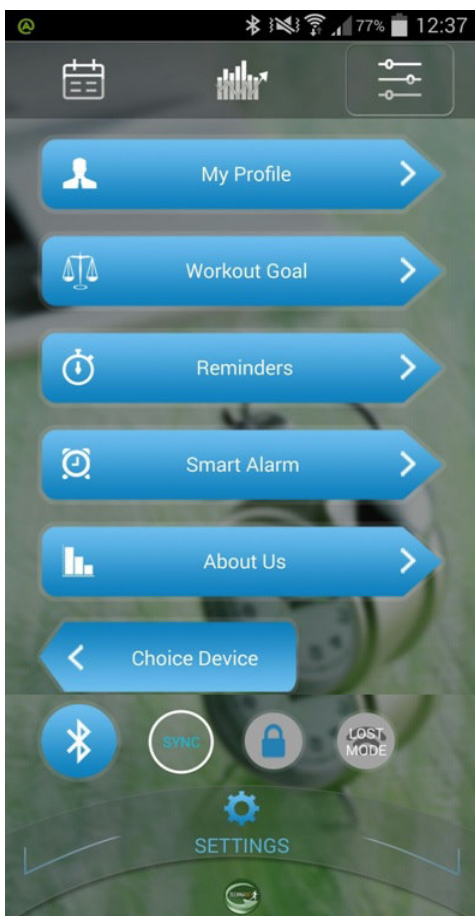 77% 12:37
My Profile
Workout Goal
Reminders
Smart Alarm
About Us
Choice Device
SYNC
LOST
MODE
SETTINGS